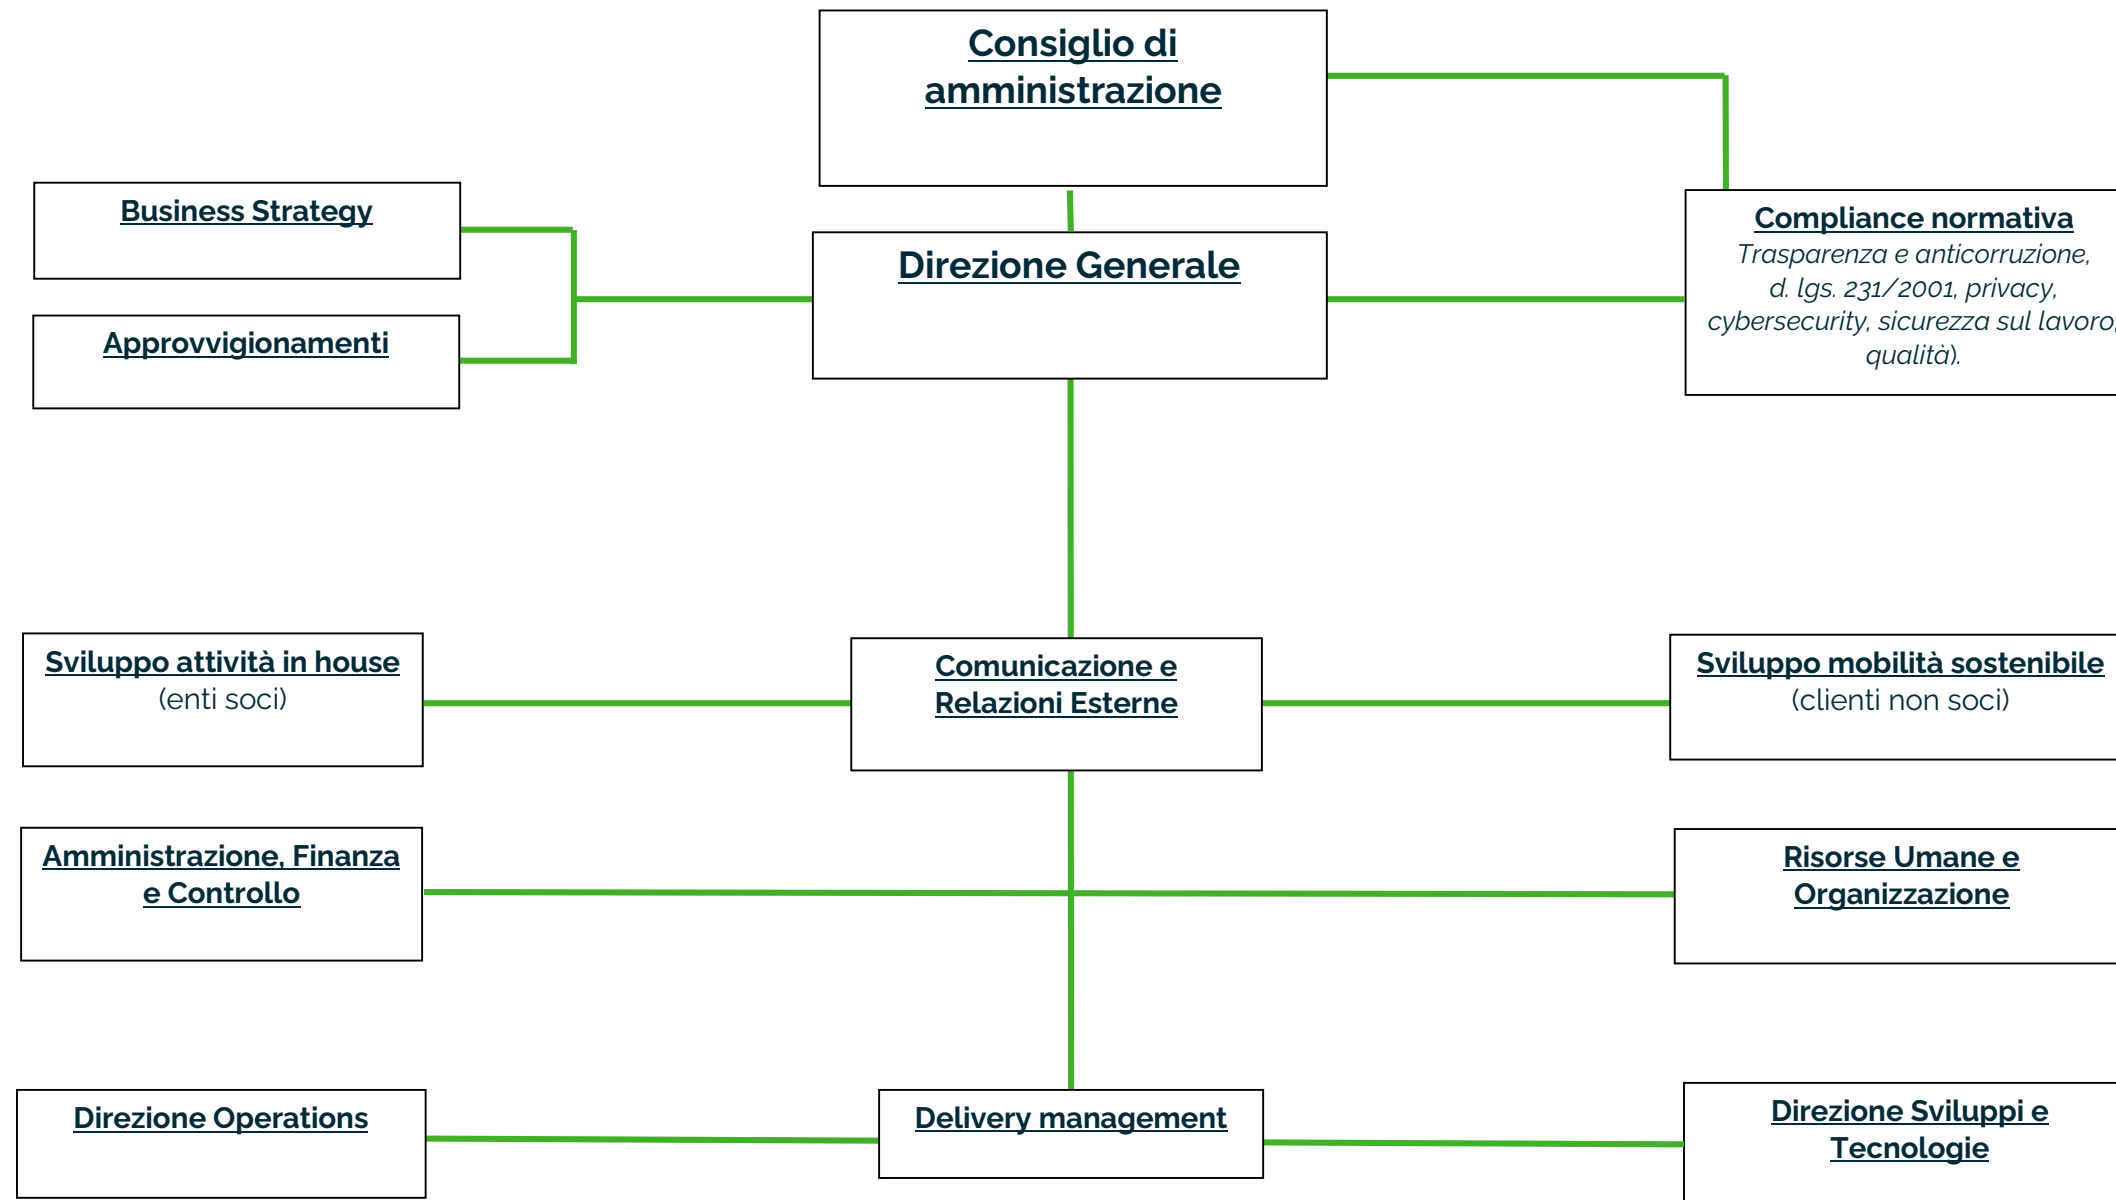 Consiglio di
amministrazione
Business Strategy
Approvvigionamenti
Direzione Generale
Compliance normativa
Trasparenza e anticorruzione,
d. lgs. 231/2001, privacy,
cybersecurity, sicurezza sul lavoro,
qualità).
Sviluppo attività in house
(enti soci)
Comunicazione e
Relazioni Esterne
Sviluppo mobilità sostenibile
(clienti non soci)
Amministrazione, Finanza
e Controllo
Risorse Umane e
Organizzazione
Direzione Operations
Delivery management
Direzione Sviluppi e
Tecnologie